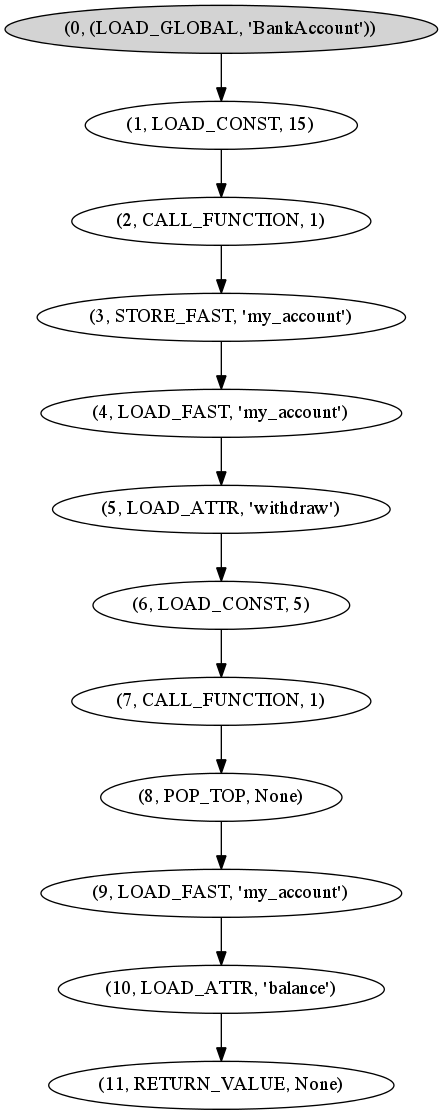 (0, (LOAD_GLOBAL, 'BankAccount'))
(1, LOAD_CONST, 15)
(2, CALL_FUNCTION, 1)
(3, STORE_FAST, 'my_account')
(4, LOAD_FAST, 'my_account')
(5, LOAD_ATTR, 'withdraw')
(6, LOAD_CONST, 5)
(7, CALL_FUNCTION, 1)
(8, POP_TOP, None)
(9, LOAD_FAST, 'my_account')
(10, LOAD_ATTR, 'balance')
(11, RETURN_VALUE, None)